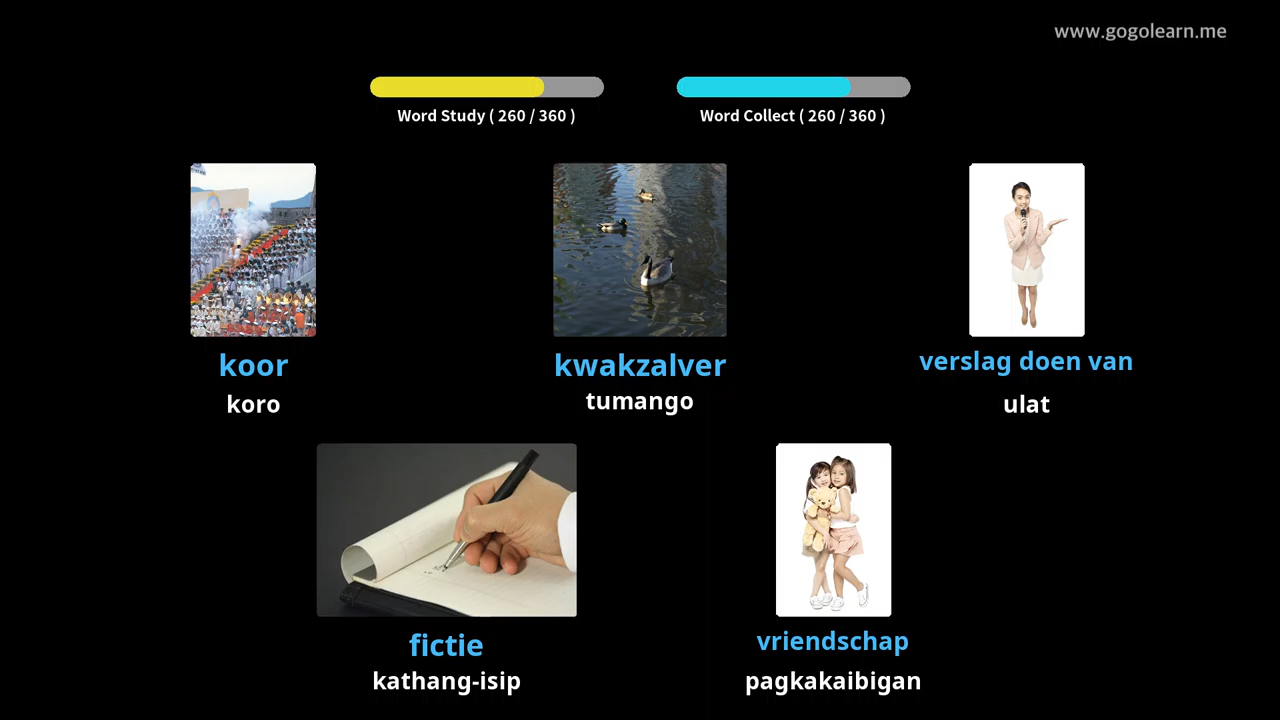 www.gogolearn.me
Word Study ( 260 / 360 )
Word Collect ( 260 / 360 )
koor
koro
kwakzalver
tumango
verslag doen van
ulat
fictie
kathang-isip
vriendschap
pagkakaibigan